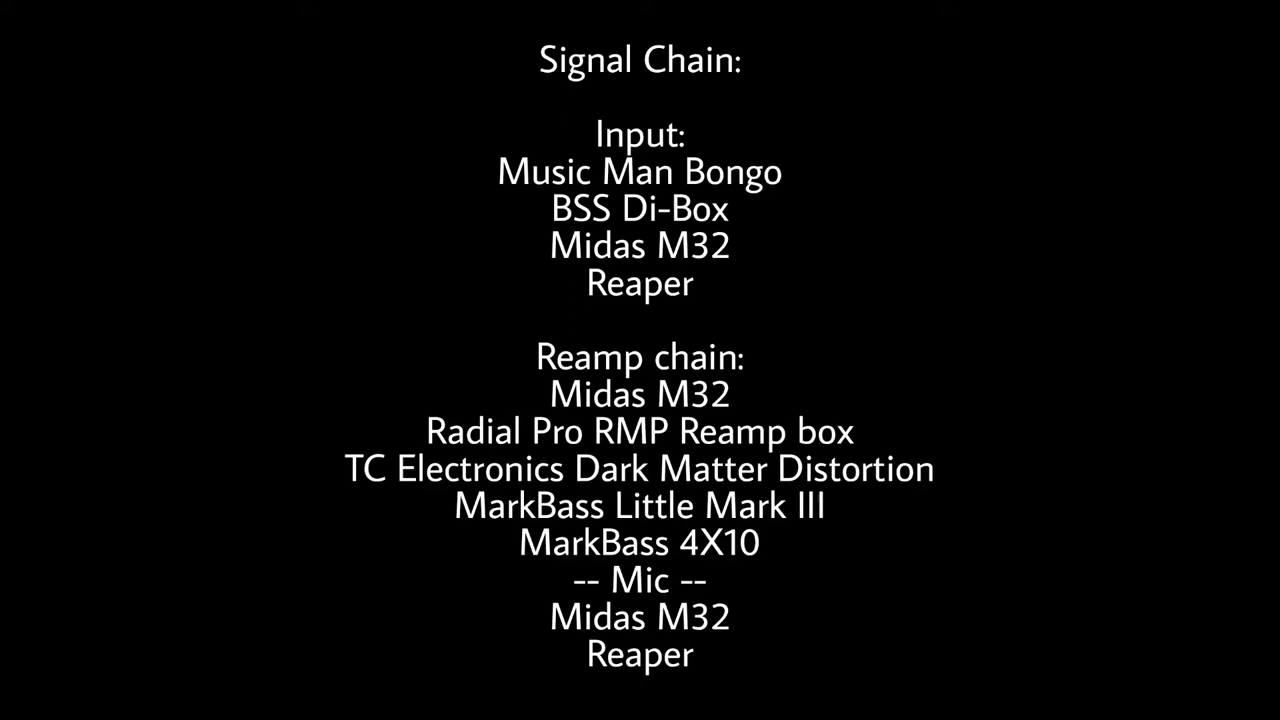 Signal Chain:
Input:
Music Man Bongo
BSS Di-Box
Midas M32
Reaper
Reamp chain:
Midas M32
Radial Pro RMP Reamp box
TC Electronics Dark Matter Distortion
MarkBass Little Mark III
MarkBass 4X10
-- Mic --
Midas M32
Reaper